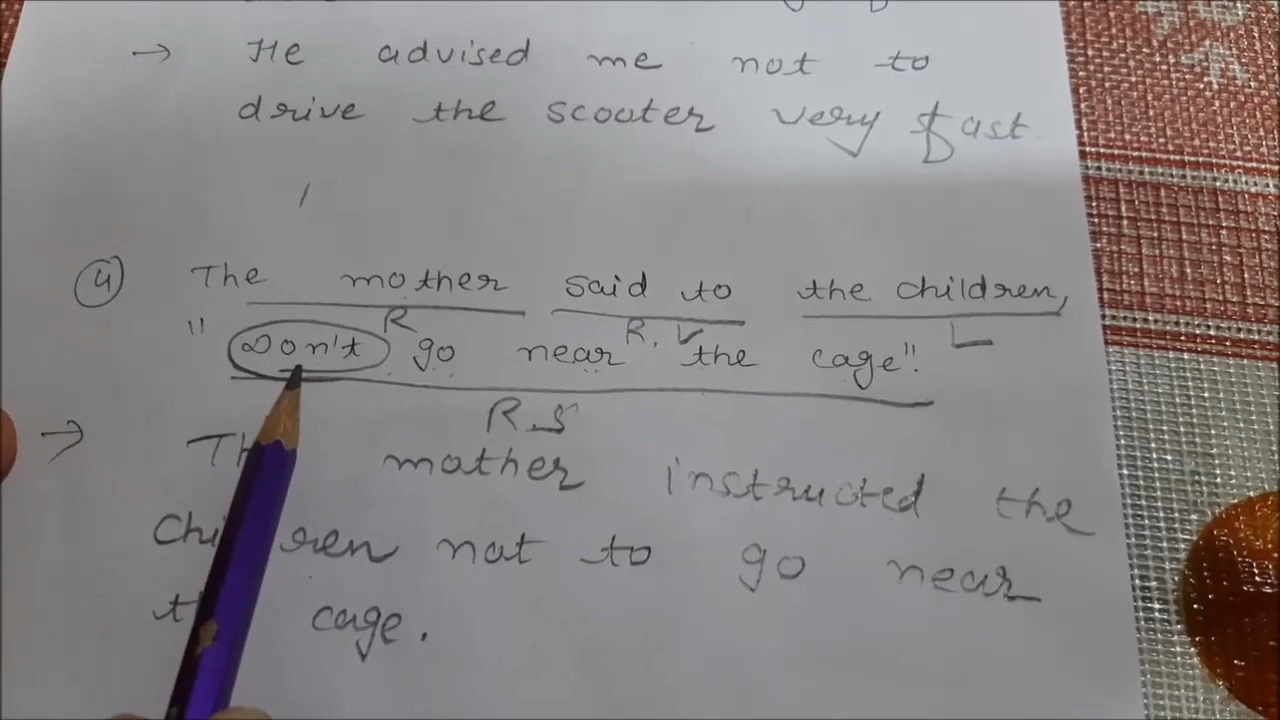 → He advised me not to
drive the scooter very fast
④ The mother said to the children,
R R.V L
"Don't go near the cage".
R.S
→ mother instructed the
not to go near
cage.